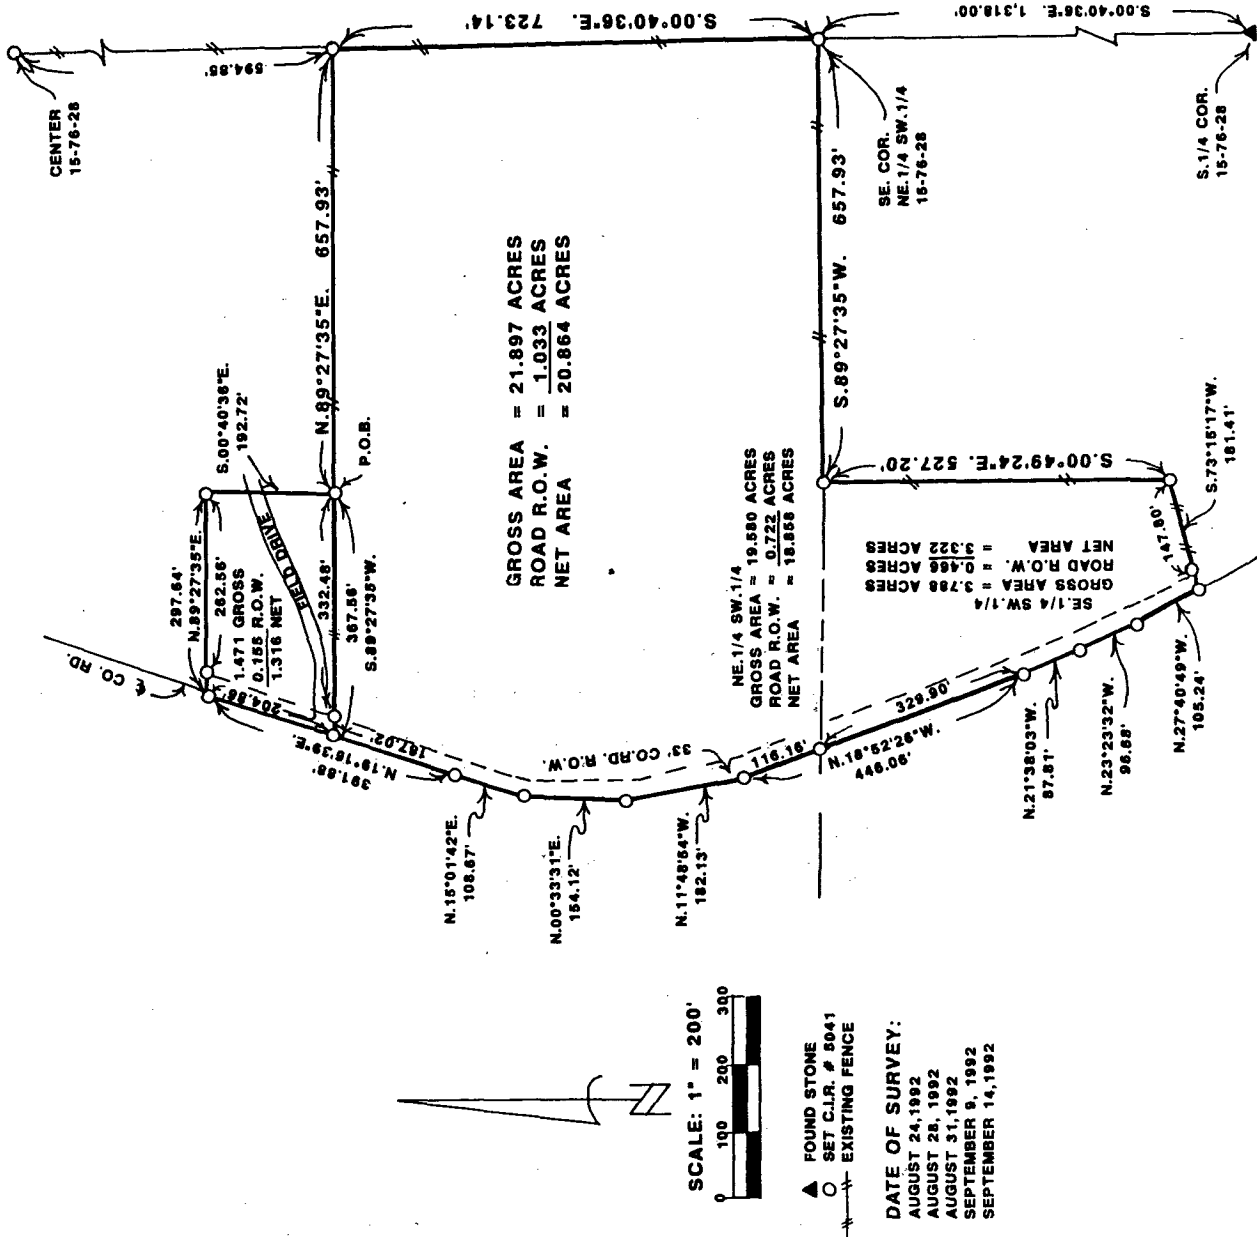 CENTER
15-76-28
594.85'
S.00°40'36"E.
723.14'
S.00°40'36"E. 1,318.00'
N.89°27'35"E. 657.93'
SE. COR.
NE.1/4 SW.1/4
15-76-28
S.1/4 COR.
15-76-28
S.89°27'35"W. 657.93'
S.00°40'36"E.
192.72'
FIELD DRIVE
P.O.B.
297.64'
N.89°27'35"E.
262.56'
1.471 GROSS
0.155 R.O.W.
1.316 NET
332.48'
367.56'
S.89°27'35"W.
℄ CO. RD.
204.86'
N.19°18'39"E.
391.88'
187.02'
GROSS AREA = 21.897 ACRES
ROAD R.O.W. = 1.033 ACRES
NET AREA = 20.864 ACRES
NE.1/4 SW.1/4
GROSS AREA = 19.580 ACRES
ROAD R.O.W. = 0.722 ACRES
NET AREA = 18.858 ACRES
S.00°49'24"E. 527.20'
SE.1/4 SW.1/4
GROSS AREA = 3.788 ACRES
ROAD R.O.W. = 0.466 ACRES
NET AREA = 3.322 ACRES
147.80'
S.73°15'17"W.
181.41'
33' CO.RD. R.O.W.
116.16'
329.90'
N.18°52'26"W.
446.06'
N.15°01'42"E.
108.67'
N.00°33'31"E.
154.12'
N.11°48'54"W.
182.13'
N.21°38'03"W.
87.81'
N.23°23'32"W.
96.68'
N.27°40'49"W.
105.24'
SCALE: 1" = 200'
0 100 200 300
FOUND STONE
SET C.I.R. # 5041
EXISTING FENCE
DATE OF SURVEY:
AUGUST 24,1992
AUGUST 28, 1992
AUGUST 31,1992
SEPTEMBER 9, 1992
SEPTEMBER 14,1992
N